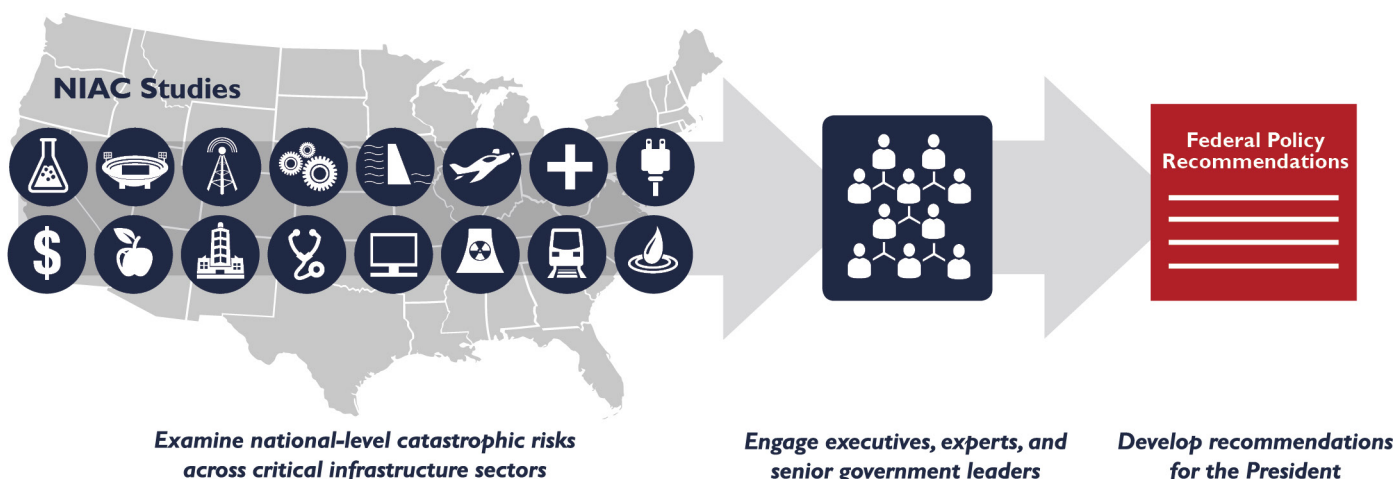 NIAC Studies
$
Federal Policy
Recommendations
Examine national-level catastrophic risks
across critical infrastructure sectors
Engage executives, experts, and
senior government leaders
Develop recommendations
for the President